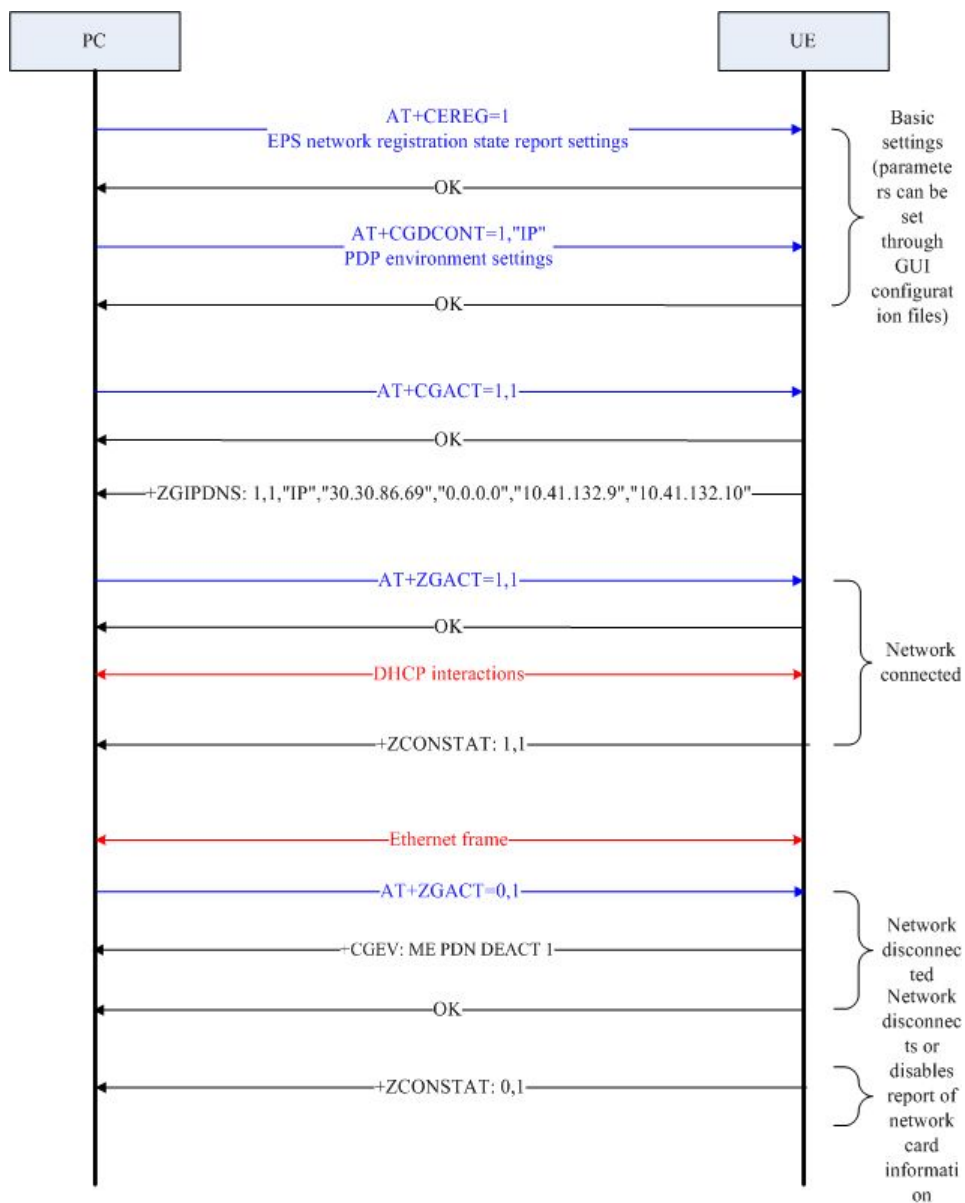 PC
UE
AT+CEREG=1
EPS network registration state report settings
OK
AT+CGDCONT=1,"IP"
PDP environment settings
OK
Basic
settings
(paramete
rs can be
set
through
GUI
configurat
ion files)
AT+CGACT=1,1
OK
+ZGIPDNS: 1,1,"IP","30.30.86.69","0.0.0.0","10.41.132.9","10.41.132.10"
AT+ZGACT=1,1
OK
DHCP interactions
+ZCONSTAT: 1,1
Network
connected
Ethernet frame
AT+ZGACT=0,1
+CGEV: ME PDN DEACT 1
OK
Network
disconnec
ted
+ZCONSTAT: 0,1
Network
disconnec
ts or
disables
report of
network
card
informati
on